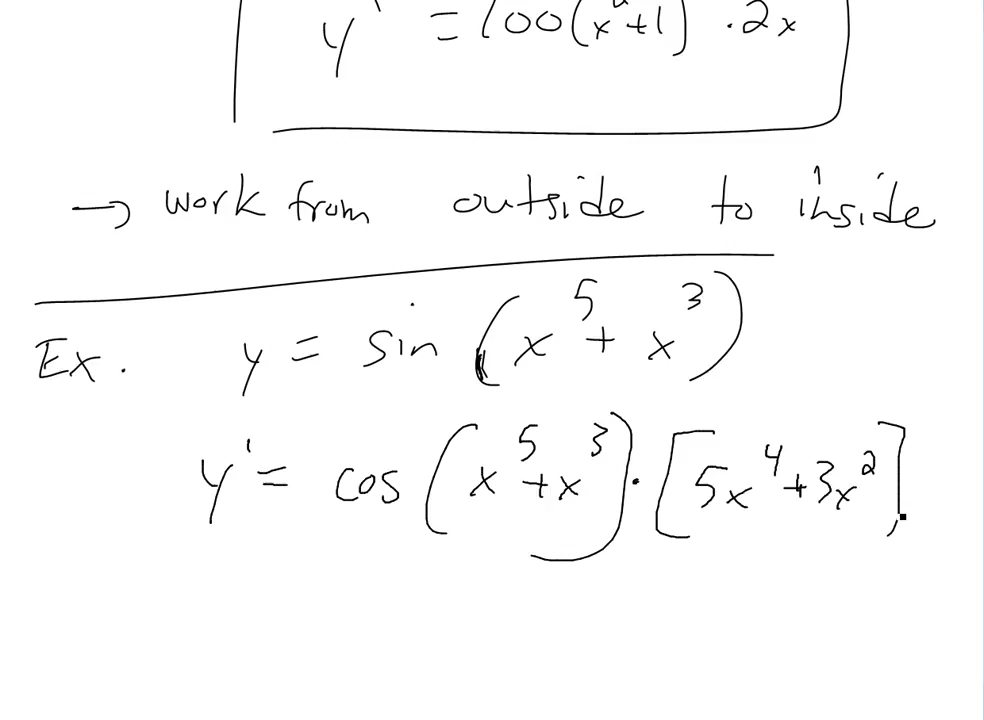 y' = 100(x²+1) · 2x
→ work from outside to inside
Ex. y = sin (x⁵ + x³)
y' = cos (x⁵+x³) · [5x⁴+3x²]